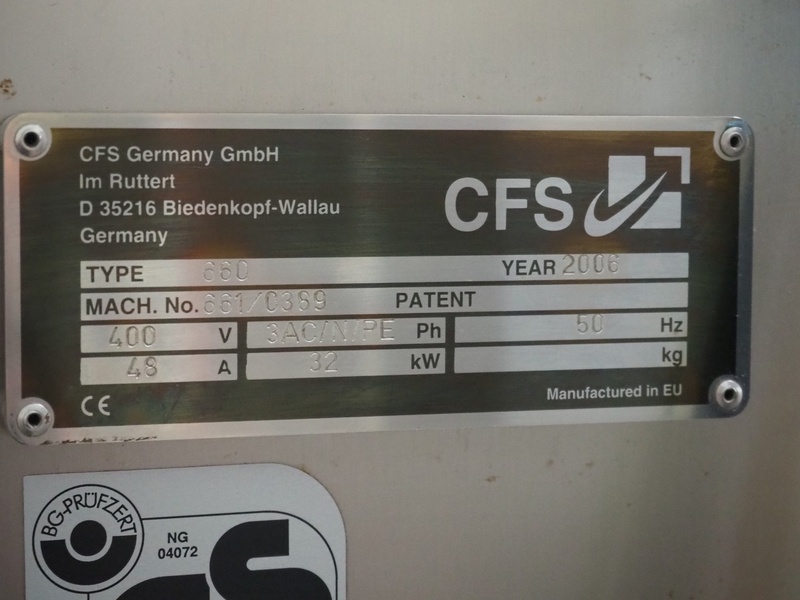 CFS Germany GmbH
Im Ruttert
D 35216 Biedenkopf-Wallau
Germany
CFS
TYPE 660 YEAR 2006
MACH. No. 661/0389 PATENT
400 V 3AC/N/PE Ph 50 Hz
48 A 32 kW kg
CE Manufactured in EU
BG-PRÜFZERT
NG
04072
GS